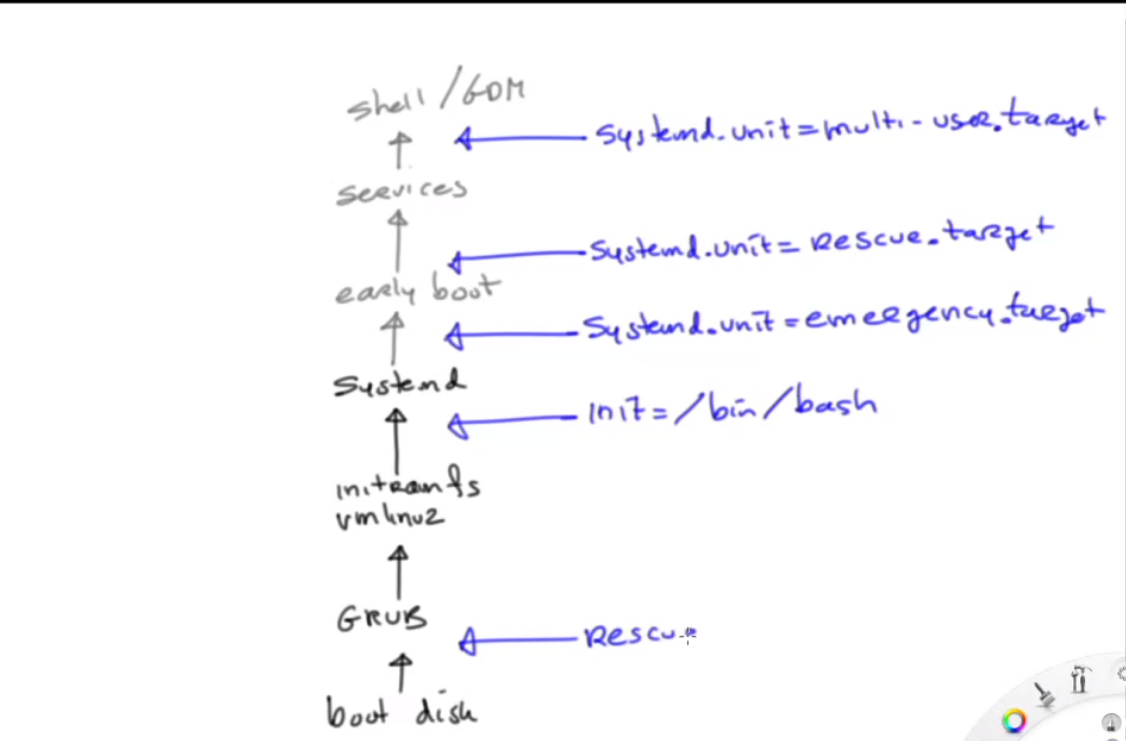 shell/GDM
systemd.unit=multi-user.target
services
systemd.unit=rescue.target
early boot
systemd.unit=emergency.target
systemd
init=/bin/bash
initramfs
vmlinuz
GRUB
Rescue
boot disk